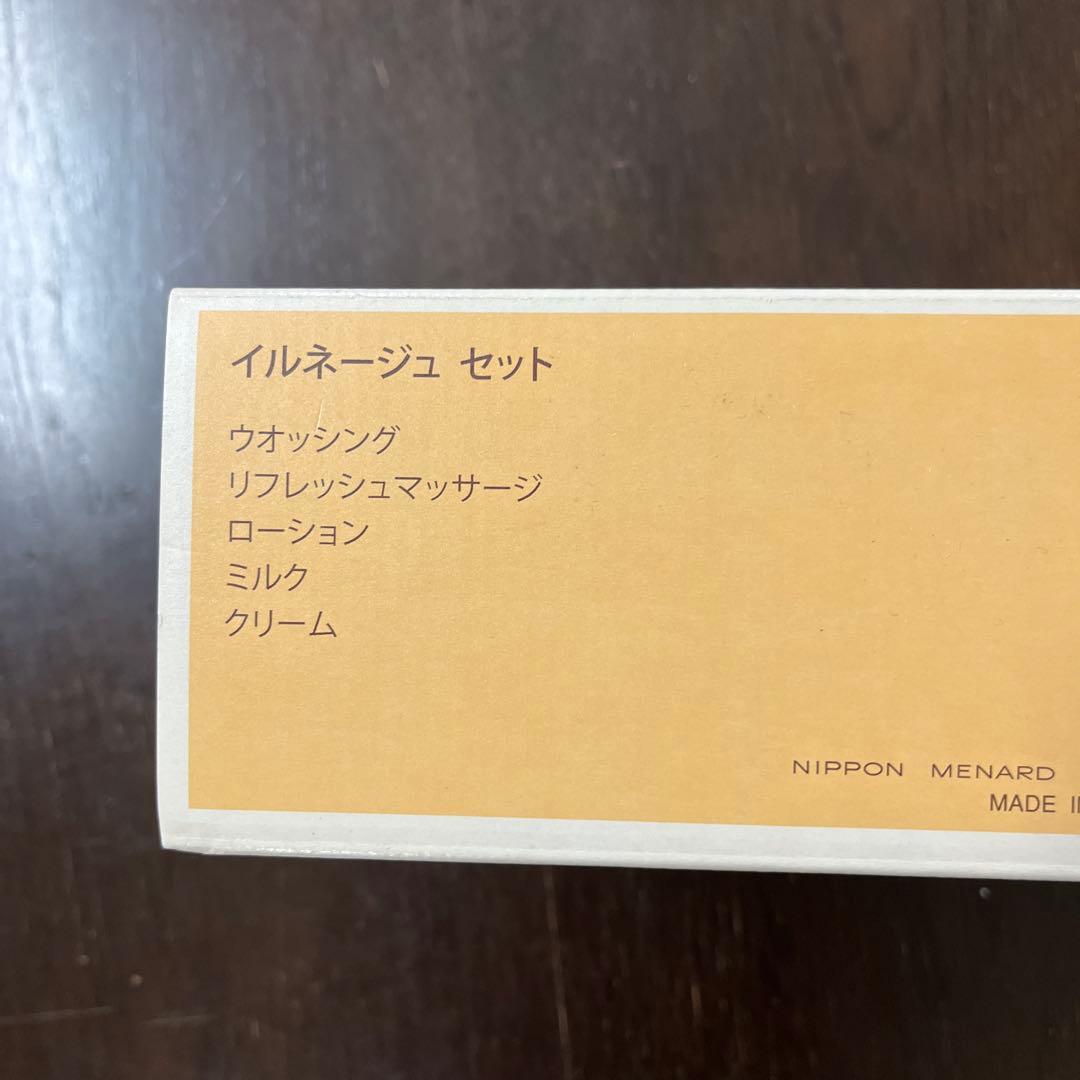 イルネージュ セット
ウオッシング
リフレッシュマッサージ
ローション
ミルク
クリーム
NIPPON MENARD
MADE